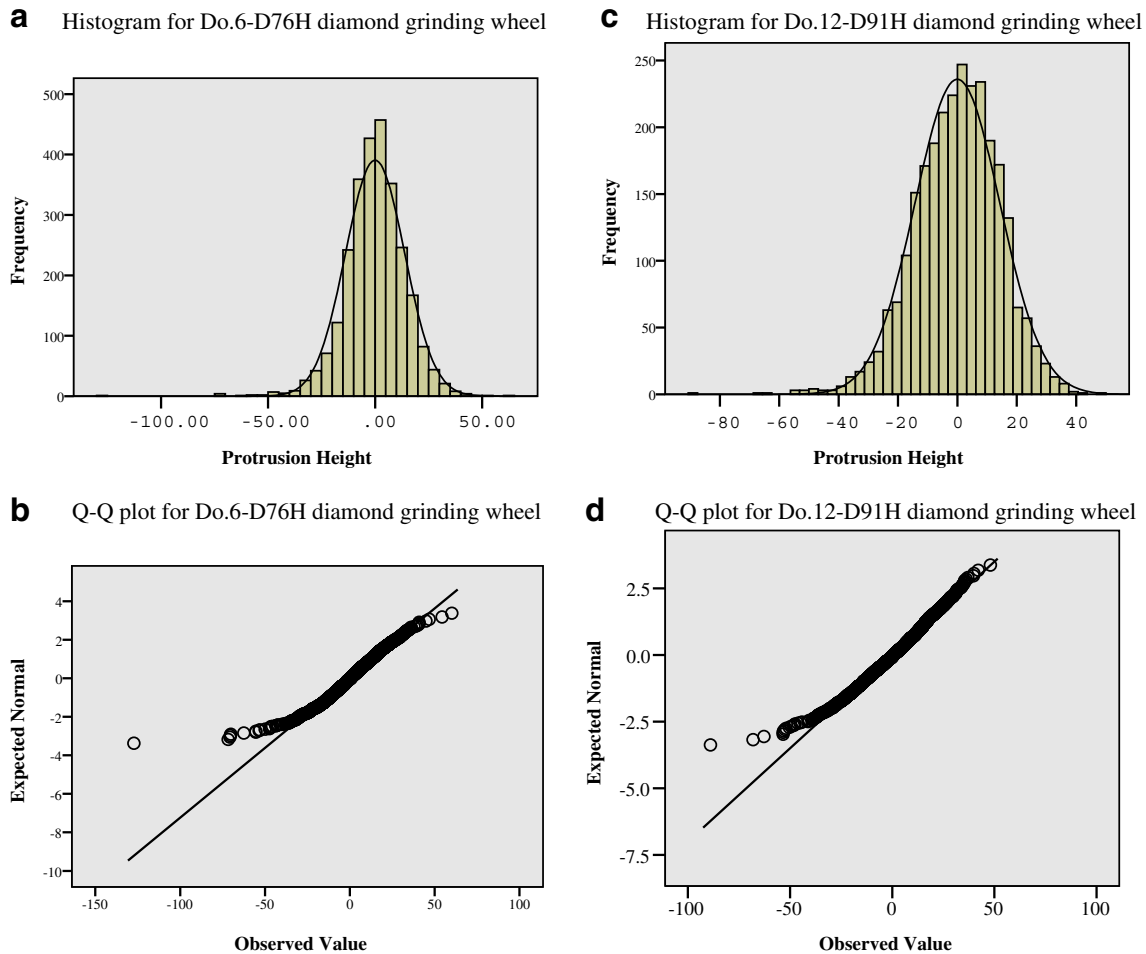 a Histogram for Do.6-D76H diamond grinding wheel
500
400
300
200
100
0
Frequency
-100.00 -50.00 .00 50.00
Protrusion Height
c Histogram for Do.12-D91H diamond grinding wheel
250
200
150
100
50
0
Frequency
-80 -60 -40 -20 0 20 40
Protrusion Height
b Q-Q plot for Do.6-D76H diamond grinding wheel
4
2
0
-2
-4
-6
-8
-10
Expected Normal
-150 -100 -50 0 50 100
Observed Value
d Q-Q plot for Do.12-D91H diamond grinding wheel
2.5
0.0
-2.5
-5.0
-7.5
Expected Normal
-100 -50 0 50 100
Observed Value